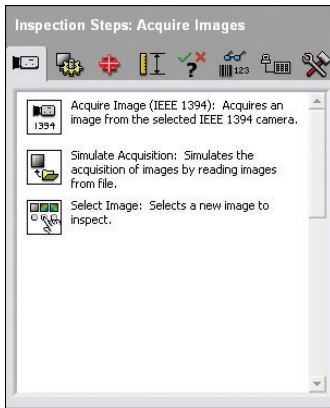 Inspection Steps: Acquire Images
123
Acquire Image (IEEE 1394): Acquires an
image from the selected IEEE 1394 camera.
1394
Simulate Acquisition: Simulates the
acquisition of images by reading images
from file.
Select Image: Selects a new image to
inspect.